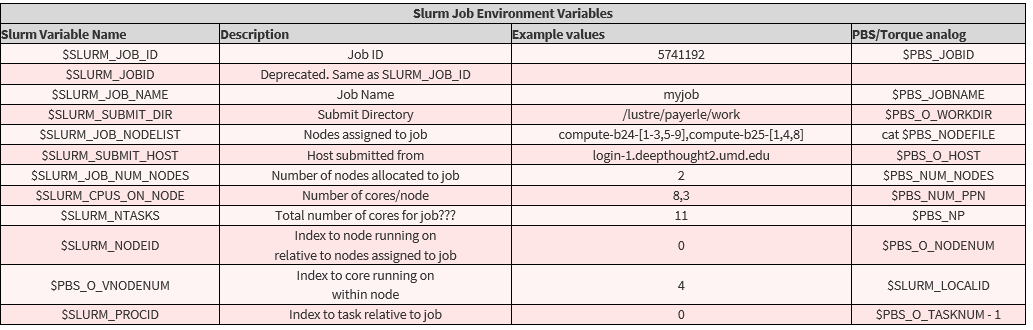 Slurm Job Environment Variables
Slurm Variable Name Description Example values PBS/Torque analog
$SLURM_JOB_ID Job ID 5741192 $PBS_JOBID
$SLURM_JOBID Deprecated. Same as SLURM_JOB_ID
$SLURM_JOB_NAME Job Name myjob $PBS_JOBNAME
$SLURM_SUBMIT_DIR Submit Directory /lustre/payerle/work $PBS_O_WORKDIR
$SLURM_JOB_NODELIST Nodes assigned to job compute-b24-[1-3,5-9],compute-b25-[1,4,8] cat $PBS_NODEFILE
$SLURM_SUBMIT_HOST Host submitted from login-1.deepthought2.umd.edu $PBS_O_HOST
$SLURM_JOB_NUM_NODES Number of nodes allocated to job 2 $PBS_NUM_NODES
$SLURM_CPUS_ON_NODE Number of cores/node 8,3 $PBS_NUM_PPN
$SLURM_NTASKS Total number of cores for job??? 11 $PBS_NP
$SLURM_NODEID Index to node running on
relative to nodes assigned to job 0 $PBS_O_NODENUM
$PBS_O_VNODENUM Index to core running on
within node 4 $SLURM_LOCALID
$SLURM_PROCID Index to task relative to job 0 $PBS_O_TASKNUM - 1